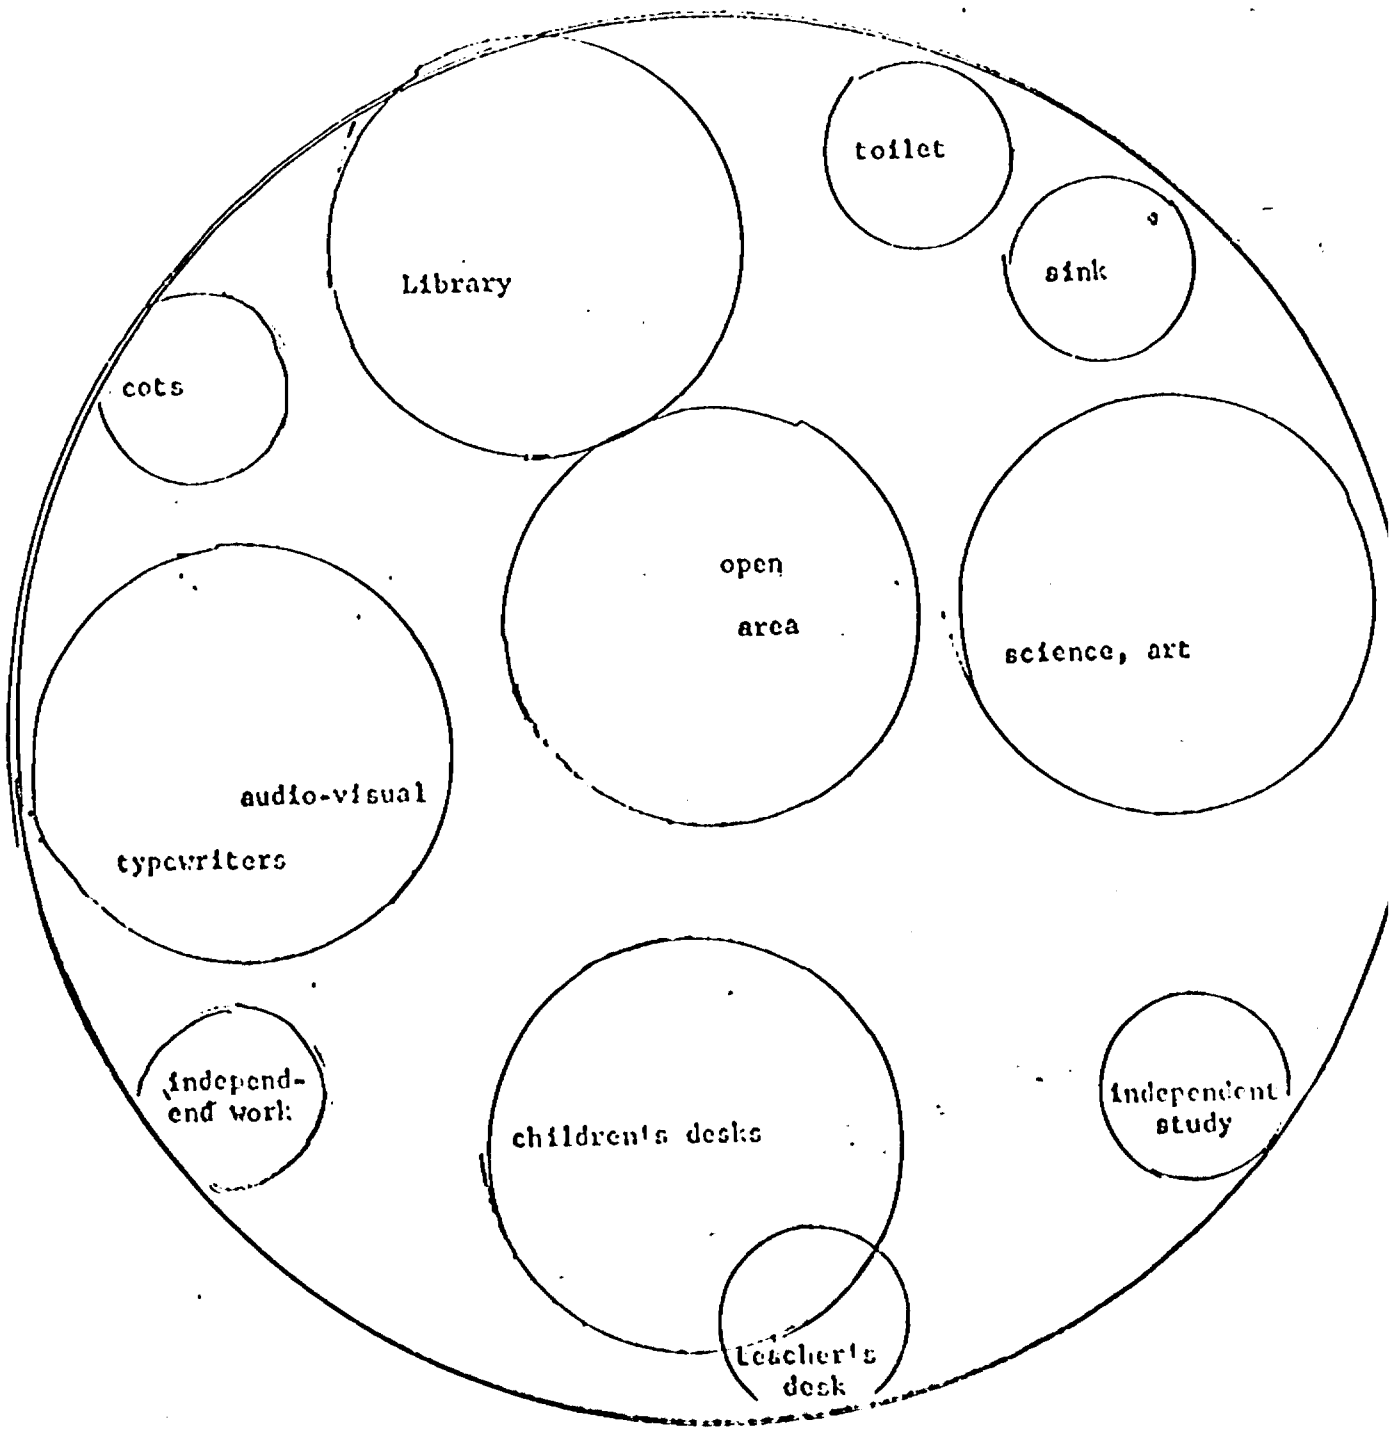 toilet
sink
Library
cots
open
area
science, art
audio-visual
typewriters
independ-
end work
children's desks
independent
study
teacher's
desk